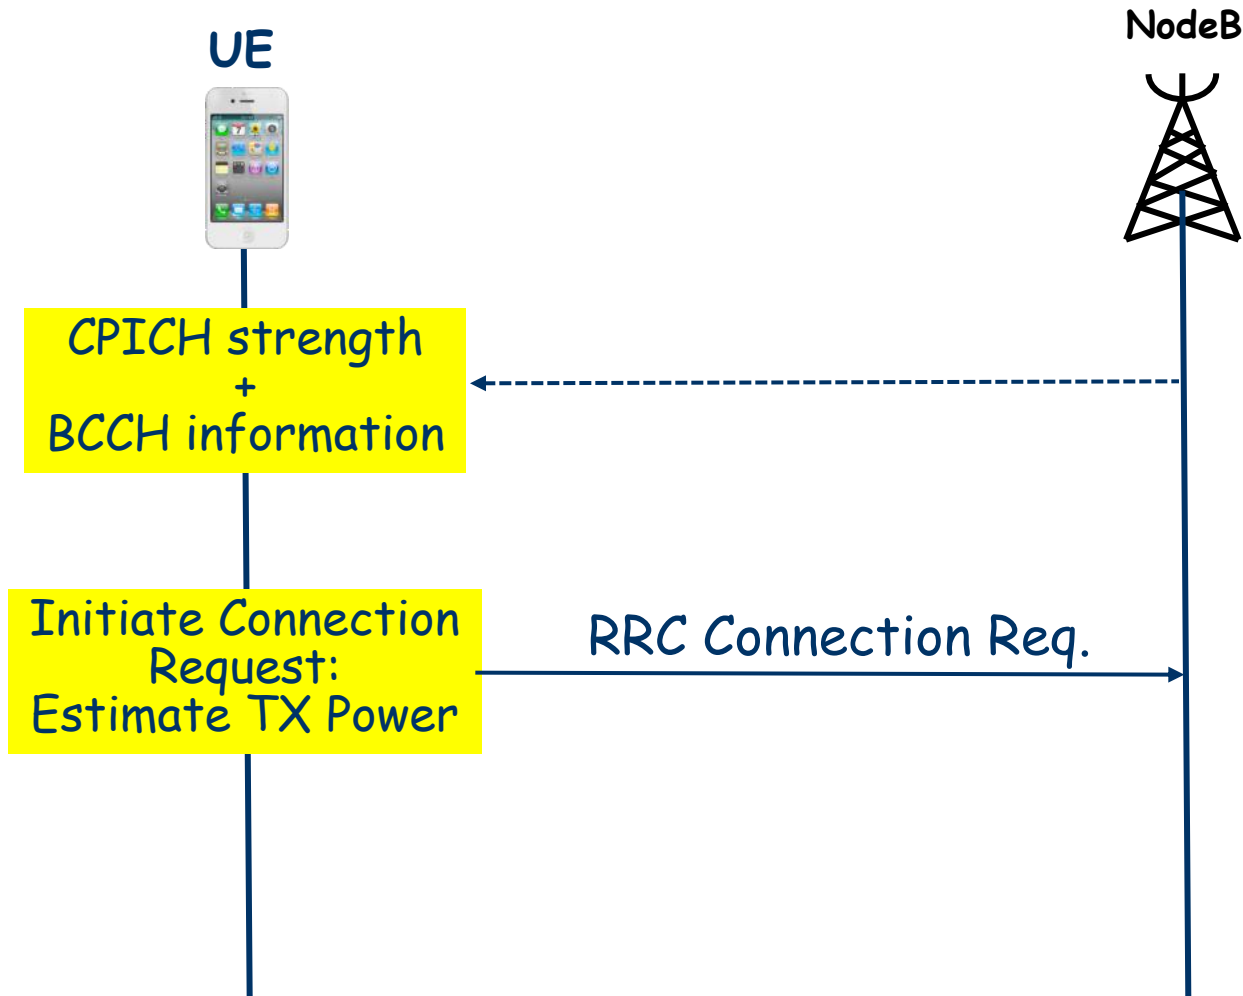 UE
NodeB
CPICH strength
+
BCCH information
Initiate Connection
Request:
Estimate TX Power
RRC Connection Req.